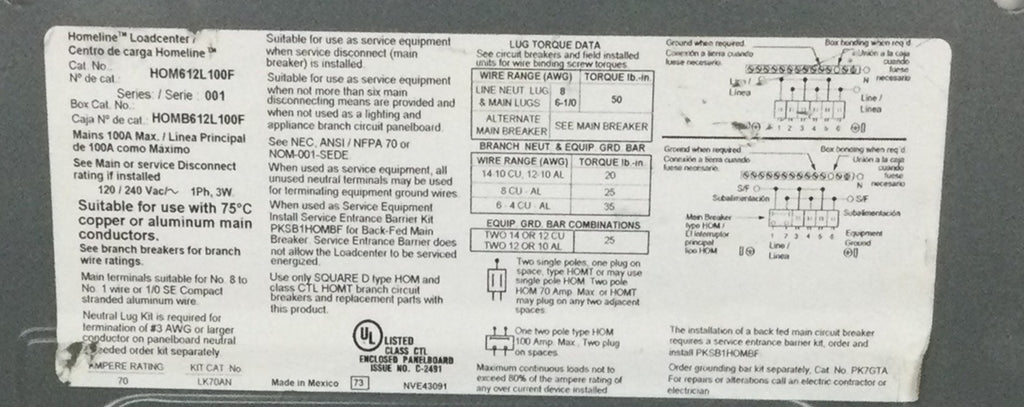 Homeline™ Loadcenter /
Centro de carga Homeline™
Cat. No.
Nº de cat. HOM612L100F
Series: / Serie : 001
Box Cat. No.:
Caja Nº de cat.: HOMB612L100F
Mains 100A Max. / Linea Principal
de 100A como Máximo
See Main or service Disconnect
rating if installed
120 / 240 Vac/~ 1Ph, 3W
Suitable for use with 75°C
copper or aluminum main
conductors.
See branch breakers for branch
wire ratings.
Main terminals suitable for No. 8 to
No. 1 wire or 1/0 SE Compact
stranded aluminum wire.
Neutral Lug Kit is required for
termination of #3 AWG or larger
conductor on panelboard neutral
needed order kit separately.
AMPERE RATING KIT CAT No.
70 LK70AN
Suitable for use as service equipment
when service disconnect (main
breaker) is installed.
Suitable for use as service equipment
when not more than six main
disconnecting means are provided and
when not used as a lighting and
appliance branch circuit panelboard.
See NEC, ANSI / NFPA 70 or
NOM-001-SEDE
When used as service equipment, all
unused neutral terminals may be used
for terminating equipment ground wires.
When used as Service Equipment
Install Service Entrance Barrier Kit
PKSB1HOMBF for Back-Fed Main
Breaker. Service Entrance Barrier does
not allow the Loadcenter to be serviced
energized.
Use only SQUARE D type HOM and
class CTL HOMT branch circuit
breakers and replacement parts with
this product.
UL LISTED
CLASS CTL
ENCLOSED PANELBOARD
ISSUE NO. C-2491
Made in Mexico 73 NVE43091
LUG TORQUE DATA
See circuit breakers and field installed
units for wire binding screw torques.
WIRE RANGE (AWG) TORQUE lb.-in.
LINE NEUT LUG 8
& MAIN LUGS 6-1/0 50
ALTERNATE
MAIN BREAKER SEE MAIN BREAKER
BRANCH NEUT & EQUIP. GRD. BAR
WIRE RANGE (AWG) TORQUE lb.-in.
14-10 CU, 12-10 AL 20
8 CU - AL 25
6 - 4 CU - AL 35
EQUIP GRD. BAR COMBINATIONS
TWO 14 OR 12 CU
TWO 12 OR 10 AL 25
Two single poles, one plug on
space, type HOMT or may use
single pole HOM. Two pole
HOM 70 Amp. Max. or HOMT
may plug on any two adjacent
spaces.
One two pole type HOM
100 Amp. Max., Two plug
on spaces.
Maximum continuous loads not to
exceed 80% of the ampere rating of
any over current device installed
Ground when required. Box bonding when req'd.
Conexión a tierra cuando Unión a la caja
fuese necesario. cuando
fuese
N necesario
Line /
Línea
Line /
Línea
1 2 3 4 5 6
Ground when required. Box bonding when req'd.
Conexión a tierra cuando Unión a la caja
fuese necesario. cuando
fuese
N necesario
S/F
Subalimentación S/F
Subalimentación
Main Breaker
type HOM /
El interruptor
principal
tipo HOM
1 2 3 4 5 6
Line /
Línea
Equipment
Ground
The installation of a back fed main circuit breaker
requires a service entrance barrier kit, order and
install PKSB1HOMBF.
Order grounding bar kit separately, Cat. No. PK7GTA
For repairs or alterations call an electric contractor or
electrician